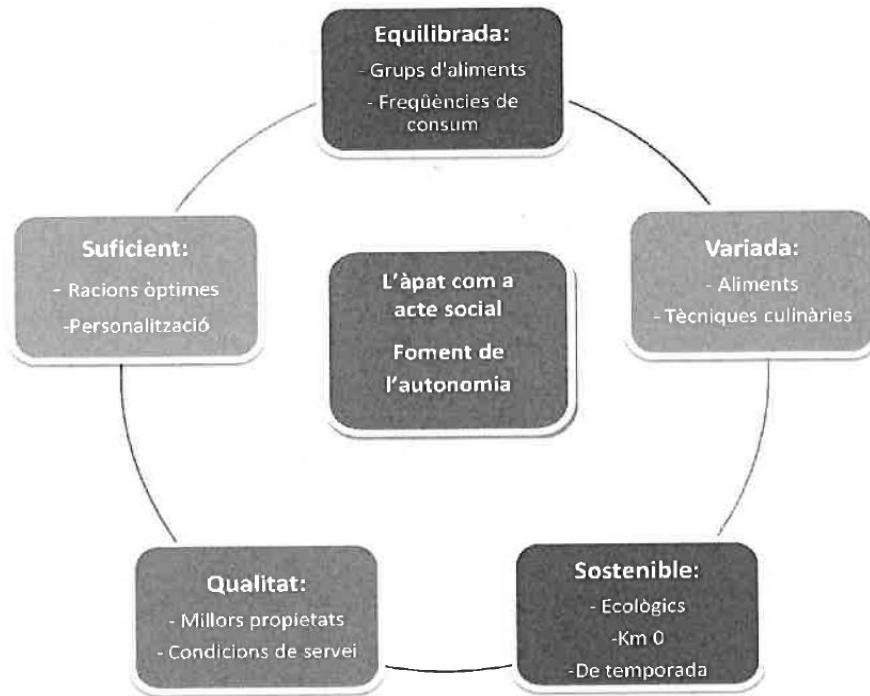 Equilibrada:
- Grups d'aliments
- Freqüències de
consum
Suficient:
- Racions òptimes
-Personalització
L'àpat com a
acte social
Foment de
l'autonomia
Variada:
- Aliments
- Tècniques culinàries
Qualitat:
- Millors propietats
- Condicions de servei
Sostenible:
- Ecològics
-Km 0
-De temporada